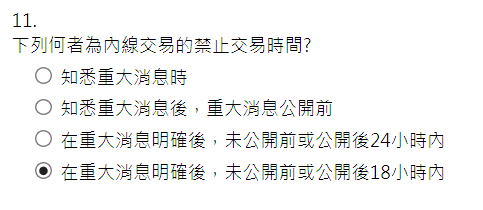 11.
下列何者為內線交易的禁止交易時間?
知悉重大消息時
知悉重大消息後，重大消息公開前
在重大消息明確後，未公開前或公開後24小時內
在重大消息明確後，未公開前或公開後18小時內